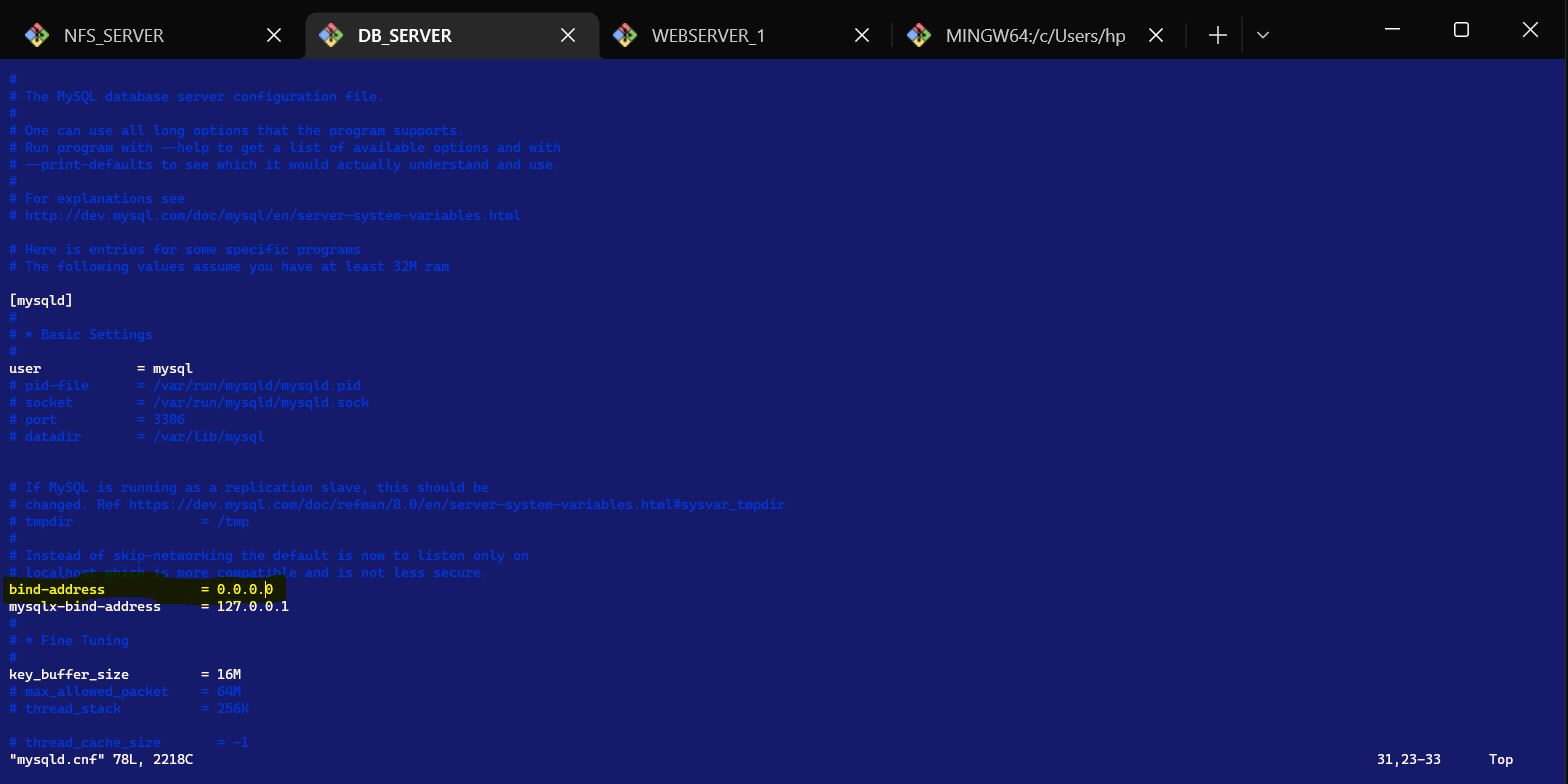 NFS_SERVER
DB_SERVER
WEBSERVER_1
MINGW64:/c/Users/hp
#
# The MySQL database server configuration file.
#
# One can use all long options that the program supports.
# Run program with --help to get a list of available options and with
# --print-defaults to see which it would actually understand and use.
#
# For explanations see
# http://dev.mysql.com/doc/mysql/en/server-system-variables.html
# Here is entries for some specific programs
# The following values assume you have at least 32M ram
[mysqld]
#
# * Basic Settings
#
user            = mysql
# pid-file      = /var/run/mysqld/mysqld.pid
# socket        = /var/run/mysqld/mysqld.sock
# port          = 3306
# datadir       = /var/lib/mysql
# If MySQL is running as a replication slave, this should be
# changed. Ref https://dev.mysql.com/doc/refman/8.0/en/server-system-variables.html#sysvar_tmpdir
# tmpdir                = /tmp
#
# Instead of skip-networking the default is now to listen only on
# localhost which is more compatible and is not less secure.
bind-address            = 0.0.0.0
mysqlx-bind-address     = 127.0.0.1
#
# * Fine Tuning
#
key_buffer_size         = 16M
# max_allowed_packet    = 64M
# thread_stack          = 256K
# thread_cache_size       = -1
"mysqld.cnf" 78L, 2218C                    31,23-33      Top